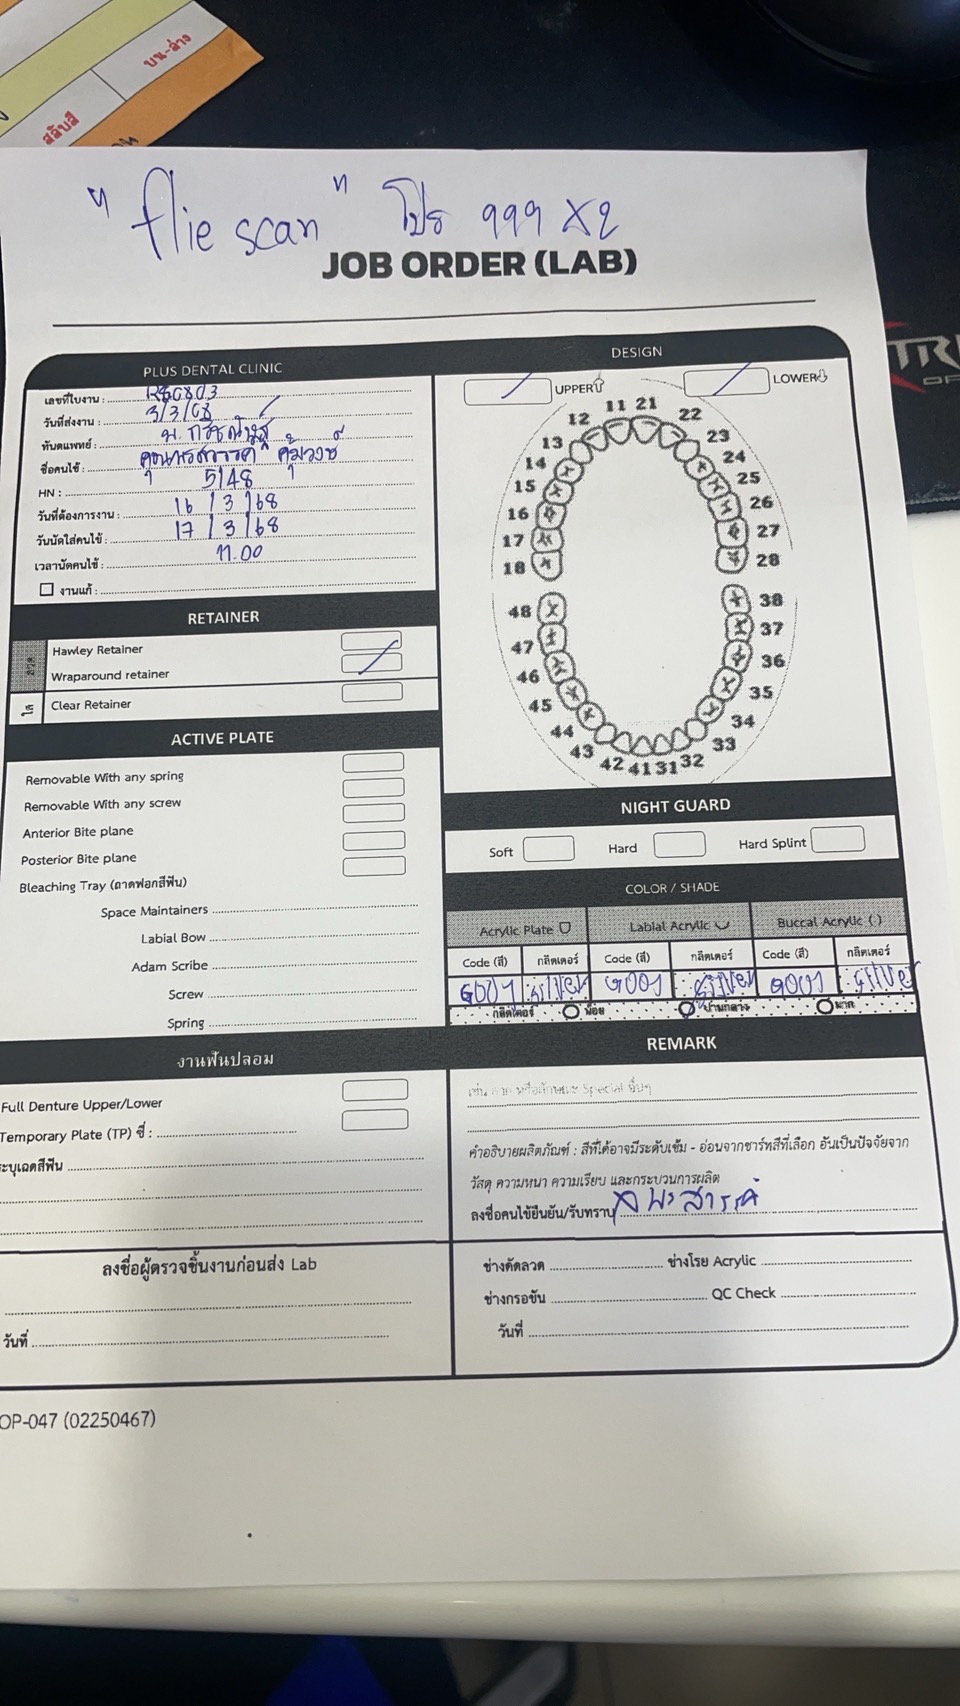 บน-ล่าง
สลับสี
"flie scan" โปร 999 X2
JOB ORDER (LAB)
PLUS DENTAL CLINIC
เลขที่ใบงาน :
วันที่ส่งงาน : 3/3/68
ทันตแพทย์ :
ชื่อคนไข้ :
HN : 5148
วันที่ต้องการงาน : 16/3/68
วันนัดใส่คนไข้ : 17/3/68
เวลานัดคนไข้ : 11.00
งานแก้ :
RETAINER
Hawley Retainer
Wraparound retainer
ใส
Clear Retainer
ACTIVE PLATE
Removable With any spring
Removable With any screw
Anterior Bite plane
Posterior Bite plane
Bleaching Tray (ถาดฟอกสีฟัน)
Space Maintainers
Labial Bow
Adam Scribe
Screw
Spring
งานฟันปลอม
Full Denture Upper/Lower
Temporary Plate (TP) ซี่ :
ระบุเฉดสีฟัน
ลงชื่อผู้ตรวจชิ้นงานก่อนส่ง Lab
วันที่
DESIGN
UPPER
LOWER
11 21
12 22
13 23
14 24
15 25
16 26
17 27
18 28
48 38
47 37
46 36
45 35
44 34
43 33
42 41 31 32
NIGHT GUARD
Soft Hard Hard Splint
COLOR / SHADE
Acrylic Plate Labial Acrylic Buccal Acrylic ( )
Code (สี) กลิตเตอร์ Code (สี) กลิตเตอร์ Code (สี) กลิตเตอร์
silver silver silver
กลิตเตอร์ น้อย ปานกลาง มาก
REMARK
Special อื่นๆ
คำอธิบายผลิตภัณฑ์ : สีที่ได้อาจมีระดับเข้ม - อ่อนจากชาร์ทสีที่เลือก อันเป็นปัจจัยจาก
วัสดุ ความหนา ความเรียบ และกระบวนการผลิต
ลงชื่อคนไข้ยืนยัน/รับทราบ
ช่างดัดลวด ช่างโรย Acrylic
ช่างกรอขัน QC Check
วันที่
OP-047 (02250467)